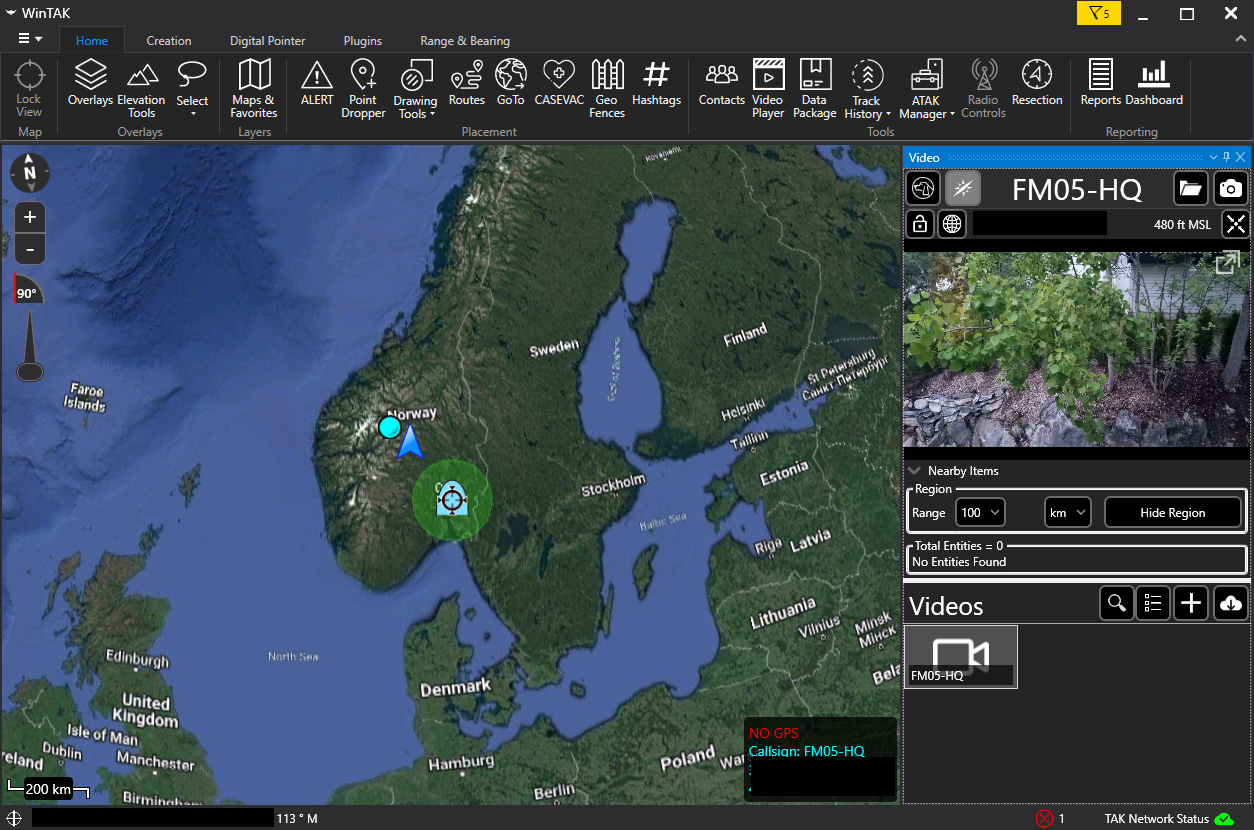 WinTAK
5
Home
Creation
Digital Pointer
Plugins
Range & Bearing
Lock
View
Map
Overlays
Elevation
Tools
Select
Overlays
Maps &
Favorites
Layers
ALERT
Point
Dropper
Drawing
Tools
Routes
GoTo
CASEVAC
Geo
Fences
Hashtags
Placement
Contacts
Video
Player
Data
Package
Track
History
ATAK
Manager
Radio
Controls
Resection
Tools
Reports
Dashboard
Reporting
N
+
-
90°
Faroe
Islands
Norway
Sweden
Finland
St Petersburg
Санкт-Петербург
Helsinki
Tallinn
Estonia
Stockholm
Baltic Sea
Riga
Latvia
Lithuania
Vilnius
Minsk
Мінск
Bela
North Sea
Edinburgh
United
Kingdom
Isle of Man
Dublin
reland
Manchester
Birmingham
Denmark
Hamburg
Berlin
Poland
War
200 km
NO GPS
Callsign: FM05-HQ
113 ° M
Video
FM05-HQ
480 ft MSL
Nearby Items
Region
Range
100
km
Hide Region
Total Entities = 0
No Entities Found
Videos
FM05-HQ
1
TAK Network Status